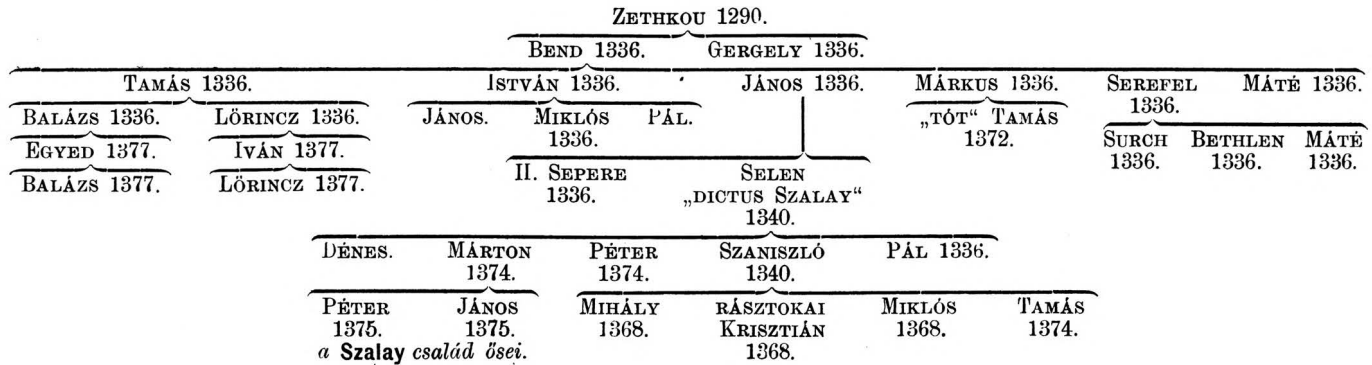 ZETHKOU 1290.
BEND 1336. GERGELY 1336.
TAMÁS 1336. ISTVÁN 1336. JÁNOS 1336. MÁRKUS 1336. SEREFEL MÁTÉ 1336.
1336.
BALÁZS 1336. LŐRINCZ 1336. JÁNOS. MIKLÓS PÁL. „TÓT“ TAMÁS
1336. 1372.
EGYED 1377. IVÁN 1377. SURCH BETHLEN MÁTÉ
1336. 1336. 1336.
BALÁZS 1377. LŐRINCZ 1377. II. SEPERE SELEN
1336. „DICTUS SZALAY“
1340.
DÉNES. MÁRTON PÉTER SZANISZLÓ PÁL 1336.
1374. 1374. 1340.
PÉTER JÁNOS MIHÁLY RÁSZTOKAI MIKLÓS TAMÁS
1375. 1375. 1368. KRISZTIÁN 1368. 1374.
a Szalay család ősei. 1368.